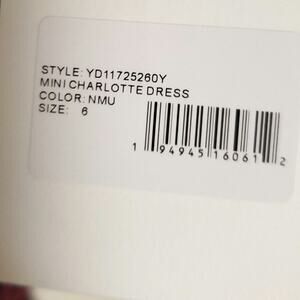 STYLE: YD11725260Y
MINI CHARLOTTE DRESS
COLOR: NMU
SIZE: 6
1 94945 16061 2